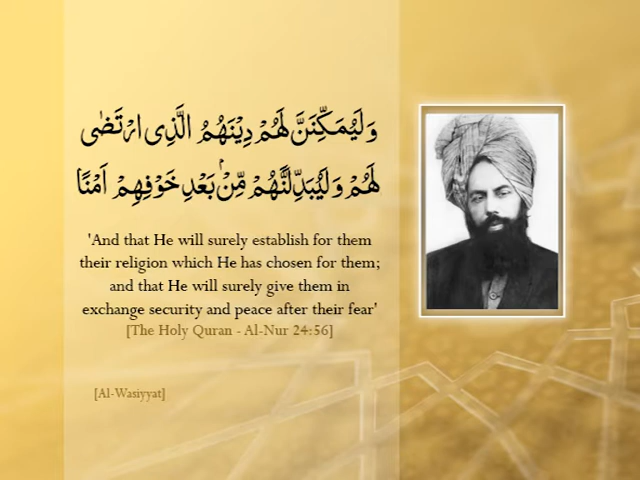 وَلَيُمَكِّنَنَّ لَهُمْ دِيْنَهُمُ الَّذِى ارْتَضٰى
لَهُمْ وَلَيُبَدِّلَنَّهُمْ مِّنْۢ بَعْدِ خَوْفِهِمْ اَمْنًا
'And that He will surely establish for them
their religion which He has chosen for them;
and that He will surely give them in
exchange security and peace after their fear'
[The Holy Quran - Al-Nur 24:56]
[Al-Wasiyyat]